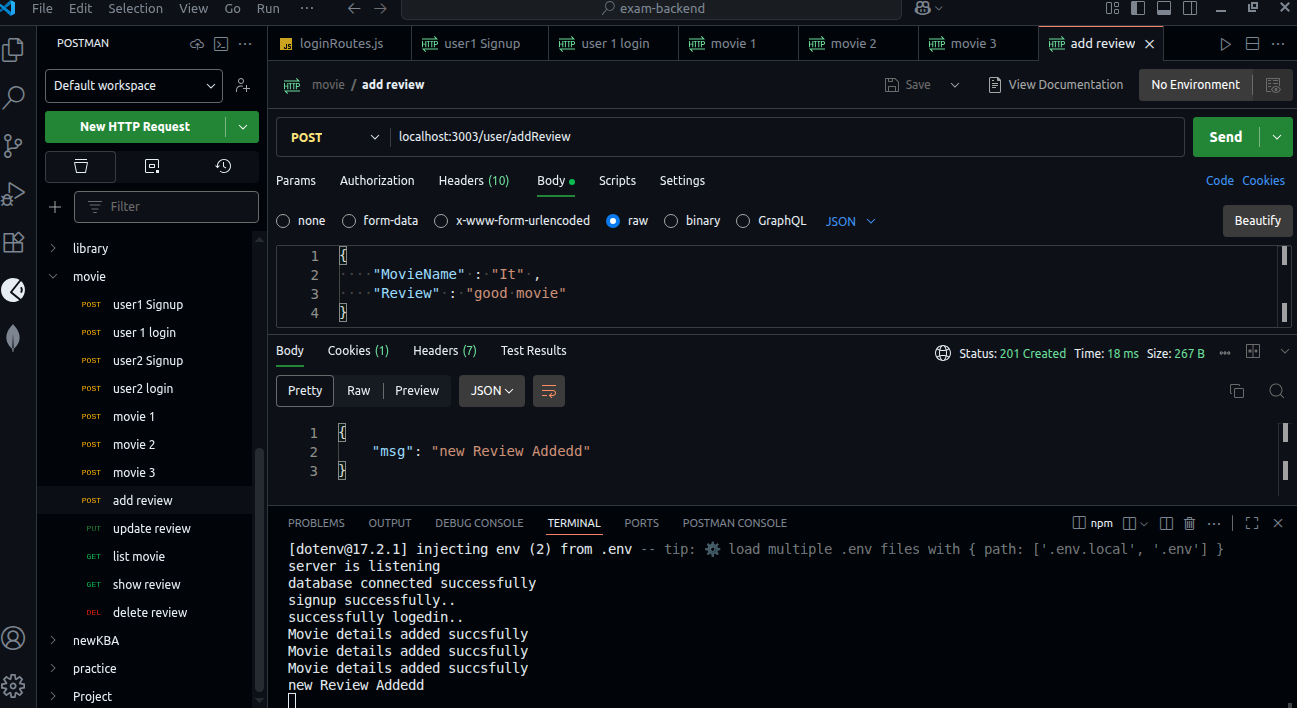 File Edit Selection View Go Run ··· exam-backend
POSTMAN
Default workspace
New HTTP Request
Filter
library
movie
POST user1 Signup
POST user 1 login
POST user2 Signup
POST user2 login
POST movie 1
POST movie 2
POST movie 3
POST add review
PUT update review
GET list movie
GET show review
DEL delete review
newKBA
practice
Project
JS loginRoutes.js HTTP user1 Signup HTTP user 1 login HTTP movie 1 HTTP movie 2 HTTP movie 3 HTTP add review
HTTP movie / add review Save View Documentation No Environment
POST localhost:3003/user/addReview Send
Params Authorization Headers (10) Body Scripts Settings Code Cookies
none form-data x-www-form-urlencoded raw binary GraphQL JSON Beautify
1 {
2 "MovieName" : "It" ,
3 "Review" : "good movie"
4 }
Body Cookies (1) Headers (7) Test Results Status: 201 Created Time: 18 ms Size: 267 B
Pretty Raw Preview JSON
1 {
2 "msg": "new Review Addedd"
3 }
PROBLEMS OUTPUT DEBUG CONSOLE TERMINAL PORTS POSTMAN CONSOLE npm
[dotenv@17.2.1] injecting env (2) from .env -- tip: ⚙️ load multiple .env files with { path: ['.env.local', '.env'] }
server is listening
database connected successfully
signup successfully..
successfully logedin..
Movie details added succsfully
Movie details added succsfully
Movie details added succsfully
new Review Addedd